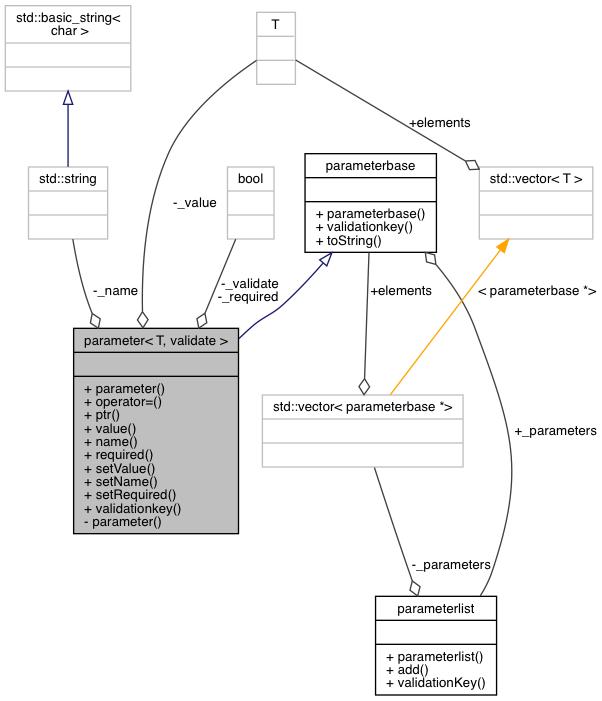 std::basic_string<
char >
T
+elements
std::string
bool
parameterbase
+ parameterbase()
+ validationkey()
+ toString()
std::vector< T >
-_value
-_name
-_validate
-_required
+elements
< parameterbase *>
parameter< T, validate >
+ parameter()
+ operator=()
+ ptr()
+ value()
+ name()
+ required()
+ setValue()
+ setName()
+ setRequired()
+ validationkey()
- parameter()
std::vector< parameterbase *>
+_parameters
-_parameters
parameterlist
+ parameterlist()
+ add()
+ validationKey()